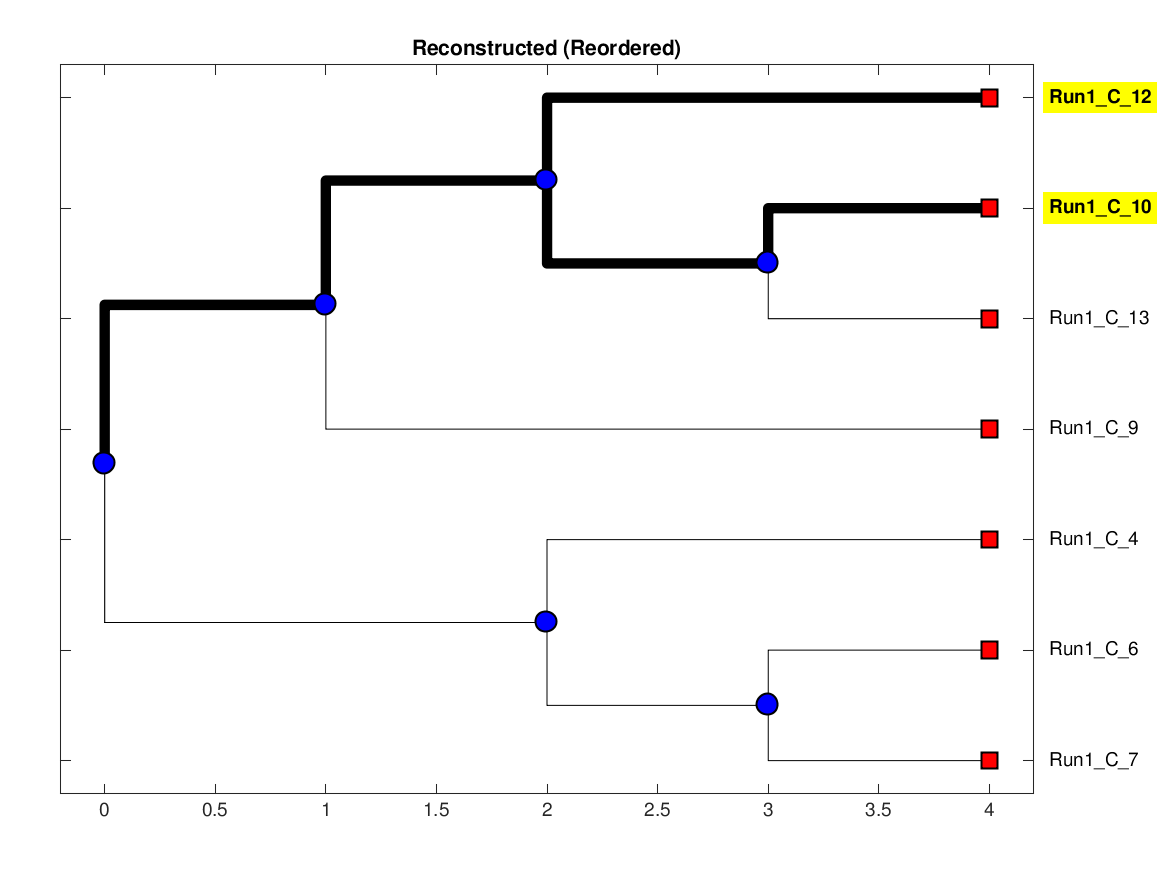 Reconstructed (Reordered)
Run1_C_12
Run1_C_10
Run1_C_13
Run1_C_9
Run1_C_4
Run1_C_6
Run1_C_7
0 0.5 1 1.5 2 2.5 3 3.5 4